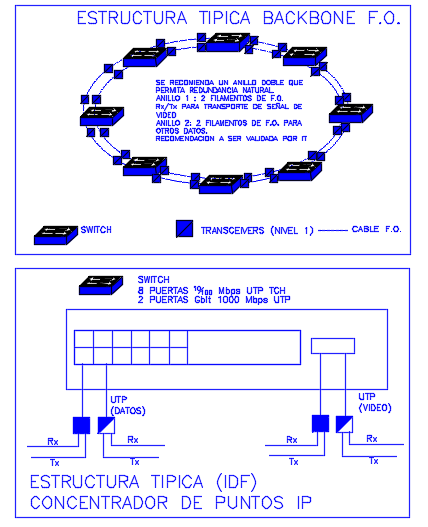 ESTRUCTURA TIPICA BACKBONE F.O.
SE RECOMIENDA UN ANILLO DOBLE QUE
PERMITA REDUNDANCIA NATURAL.
ANILLO 1 : 2 FILAMENTOS DE F.O.
Rx/Tx PARA TRANSPORTE DE SEÑAL DE
VIDEO
ANILLO 2: 2 FILAMENTOS DE F.O. PARA
OTROS DATOS.
RECOMENDACION A SER VALIDADA POR IT
SWITCH
TRANSCEIVERS (NIVEL 1)
CABLE F.O.
SWITCH
8 PUERTAS 10/100 Mbps UTP TCH
2 PUERTAS Gbit 1000 Mbps UTP
UTP
(DATOS)
UTP
(VIDEO)
Rx
Rx
Rx
Rx
Tx
Tx
Tx
Tx
ESTRUCTURA TIPICA (IDF)
CONCENTRADOR DE PUNTOS IP